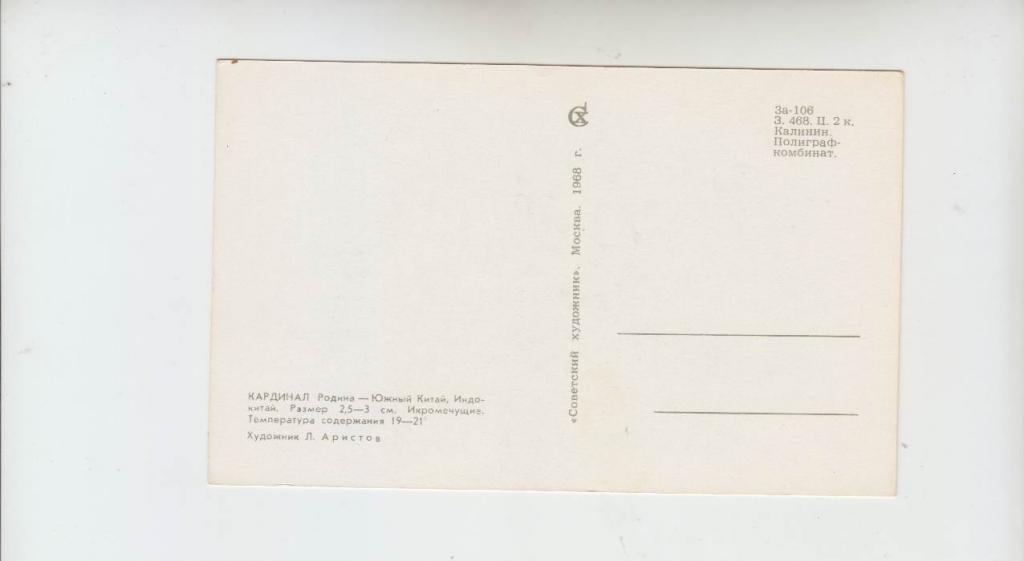 КАРДИНАЛ Родина — Южный Китай, Индо-
китай. Размер 2,5—3 см. Икромечущие.
Температура содержания 19—21°
Художник Л. Аристов
«Советский художник». Москва. 1968 г.
За-106
З. 468. Ц. 2 к.
Калинин.
Полиграф-
комбинат.